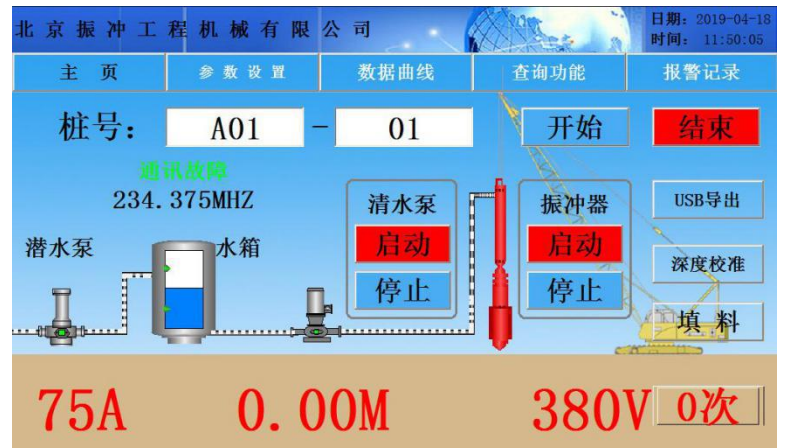 北京振冲工程机械有限公司
日期: 2019-04-18
时间: 11:50:05
主 页 参数设置 数据曲线 查询功能 报警记录
桩号: A01 - 01 开始 结束
通讯故障
234.375MHZ
清水泵 振冲器 USB导出
潜水泵 水箱 启动 启动 深度校准
停止 停止 填 料
75A 0.00M 380V 0次